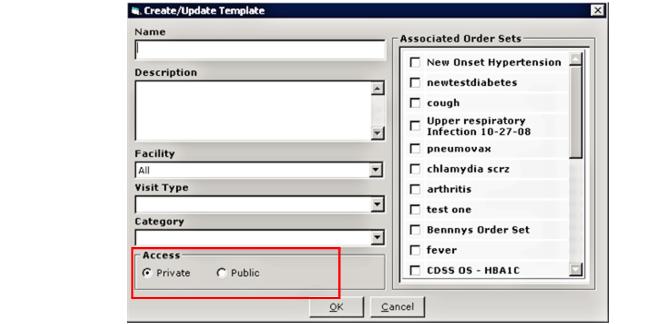 Create/Update Template
Name
Description
Facility
All
Visit Type
Category
Access
Private
Public
Associated Order Sets
New Onset Hypertension
newtestdiabetes
cough
Upper respiratory
Infection 10-27-08
pneumovax
chlamydia scrz
arthritis
test one
Bennnys Order Set
fever
CDSS OS - HBA1C
OK
Cancel